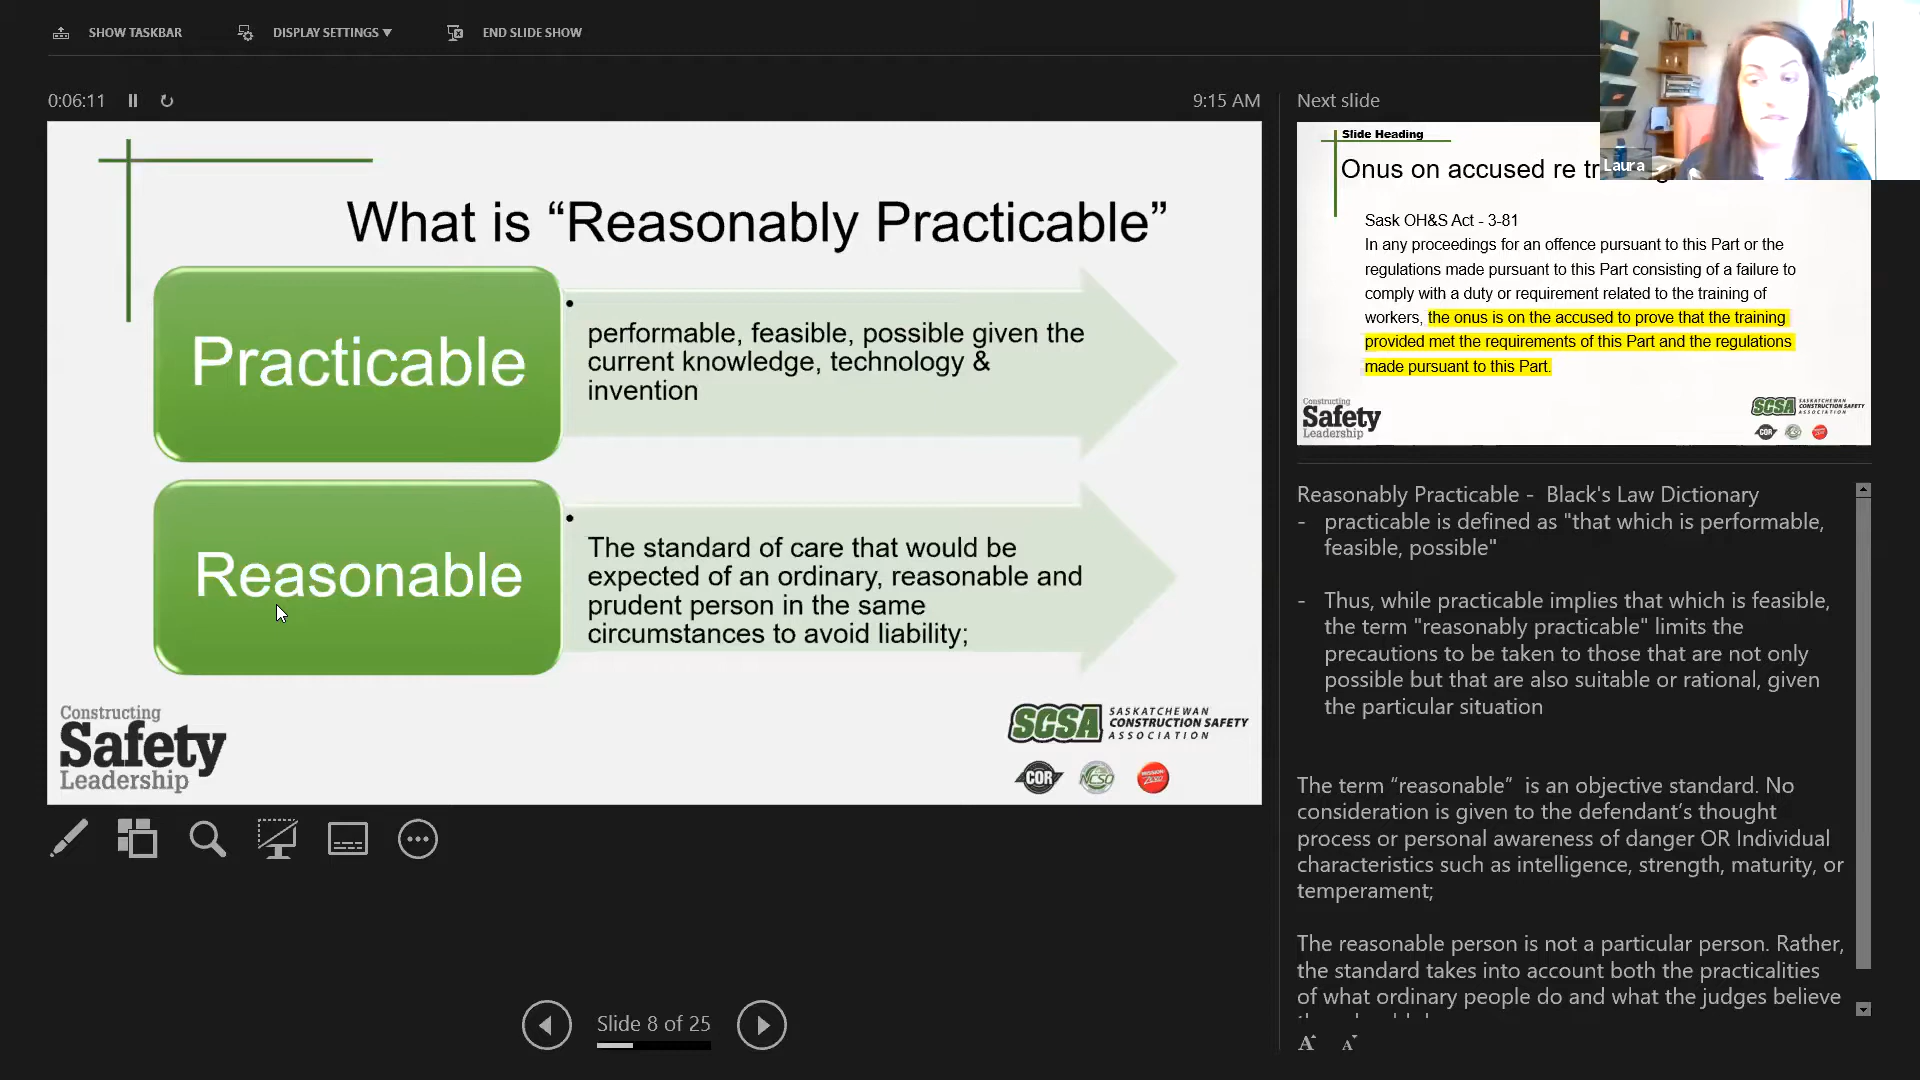 SHOW TASKBAR
DISPLAY SETTINGS ▼
END SLIDE SHOW
0:06:11
9:15 AM
What is “Reasonably Practicable”
Practicable
• performable, feasible, possible given the
current knowledge, technology &
invention
Reasonable
• The standard of care that would be
expected of an ordinary, reasonable and
prudent person in the same
circumstances to avoid liability;
Constructing
Safety
Leadership
SCSA
SASKATCHEWAN
CONSTRUCTION SAFETY
ASSOCIATION
COR
NCSO
MISSION
ZERO
Slide 8 of 25
Next slide
Laura
Slide Heading
Onus on accused re
Sask OH&S Act - 3-81
In any proceedings for an offence pursuant to this Part or the
regulations made pursuant to this Part consisting of a failure to
comply with a duty or requirement related to the training of
workers, the onus is on the accused to prove that the training
provided met the requirements of this Part and the regulations
made pursuant to this Part.
Constructing
Safety
Leadership
SCSA
SASKATCHEWAN
CONSTRUCTION SAFETY
ASSOCIATION
COR
Reasonably Practicable - Black's Law Dictionary
- practicable is defined as "that which is performable,
feasible, possible"
- Thus, while practicable implies that which is feasible,
the term "reasonably practicable" limits the
precautions to be taken to those that are not only
possible but that are also suitable or rational, given
the particular situation
The term “reasonable” is an objective standard. No
consideration is given to the defendant’s thought
process or personal awareness of danger OR Individual
characteristics such as intelligence, strength, maturity, or
temperament;
The reasonable person is not a particular person. Rather,
the standard takes into account both the practicalities
of what ordinary people do and what the judges believe
A A